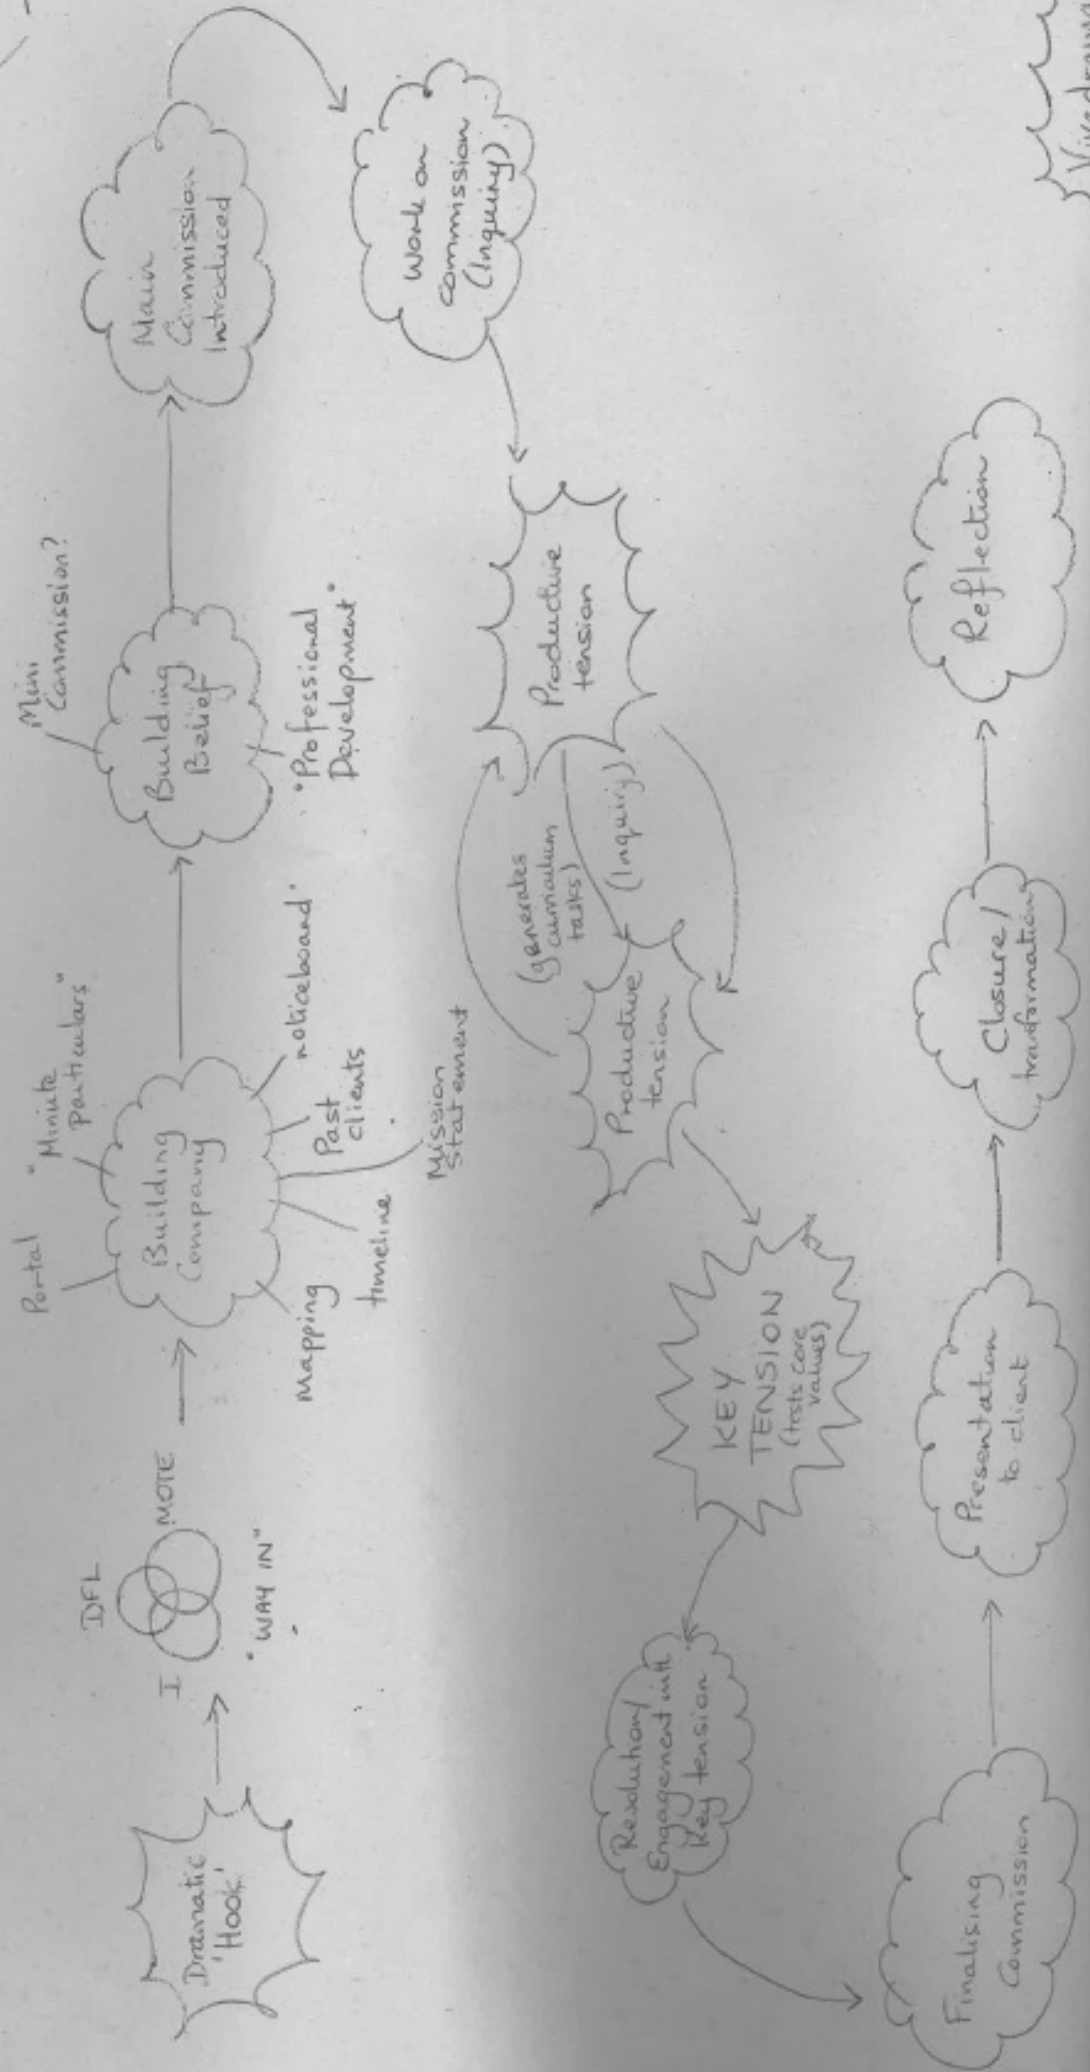 Dramatic
'Hook'
I
DFL
MOTE
"WAY IN"
Portal
"Minute
Particulars"
Building
Company
Mapping
timeline
Mission
Statement
Past
clients
noticeboard
Mini
Commission?
Building
Belief
"Professional
Development"
Main
Commission
Introduced
Work on
commission
(Inquiry)
Productive
tension
(generates
curriculum
tasks)
(Inquiry)
Productive
tension
KEY
TENSION
(tests core
values)
Resolution/
Engagement with
Key tension
Finalising
Commission
Presentation
to client
Closure/
transformation
Reflection